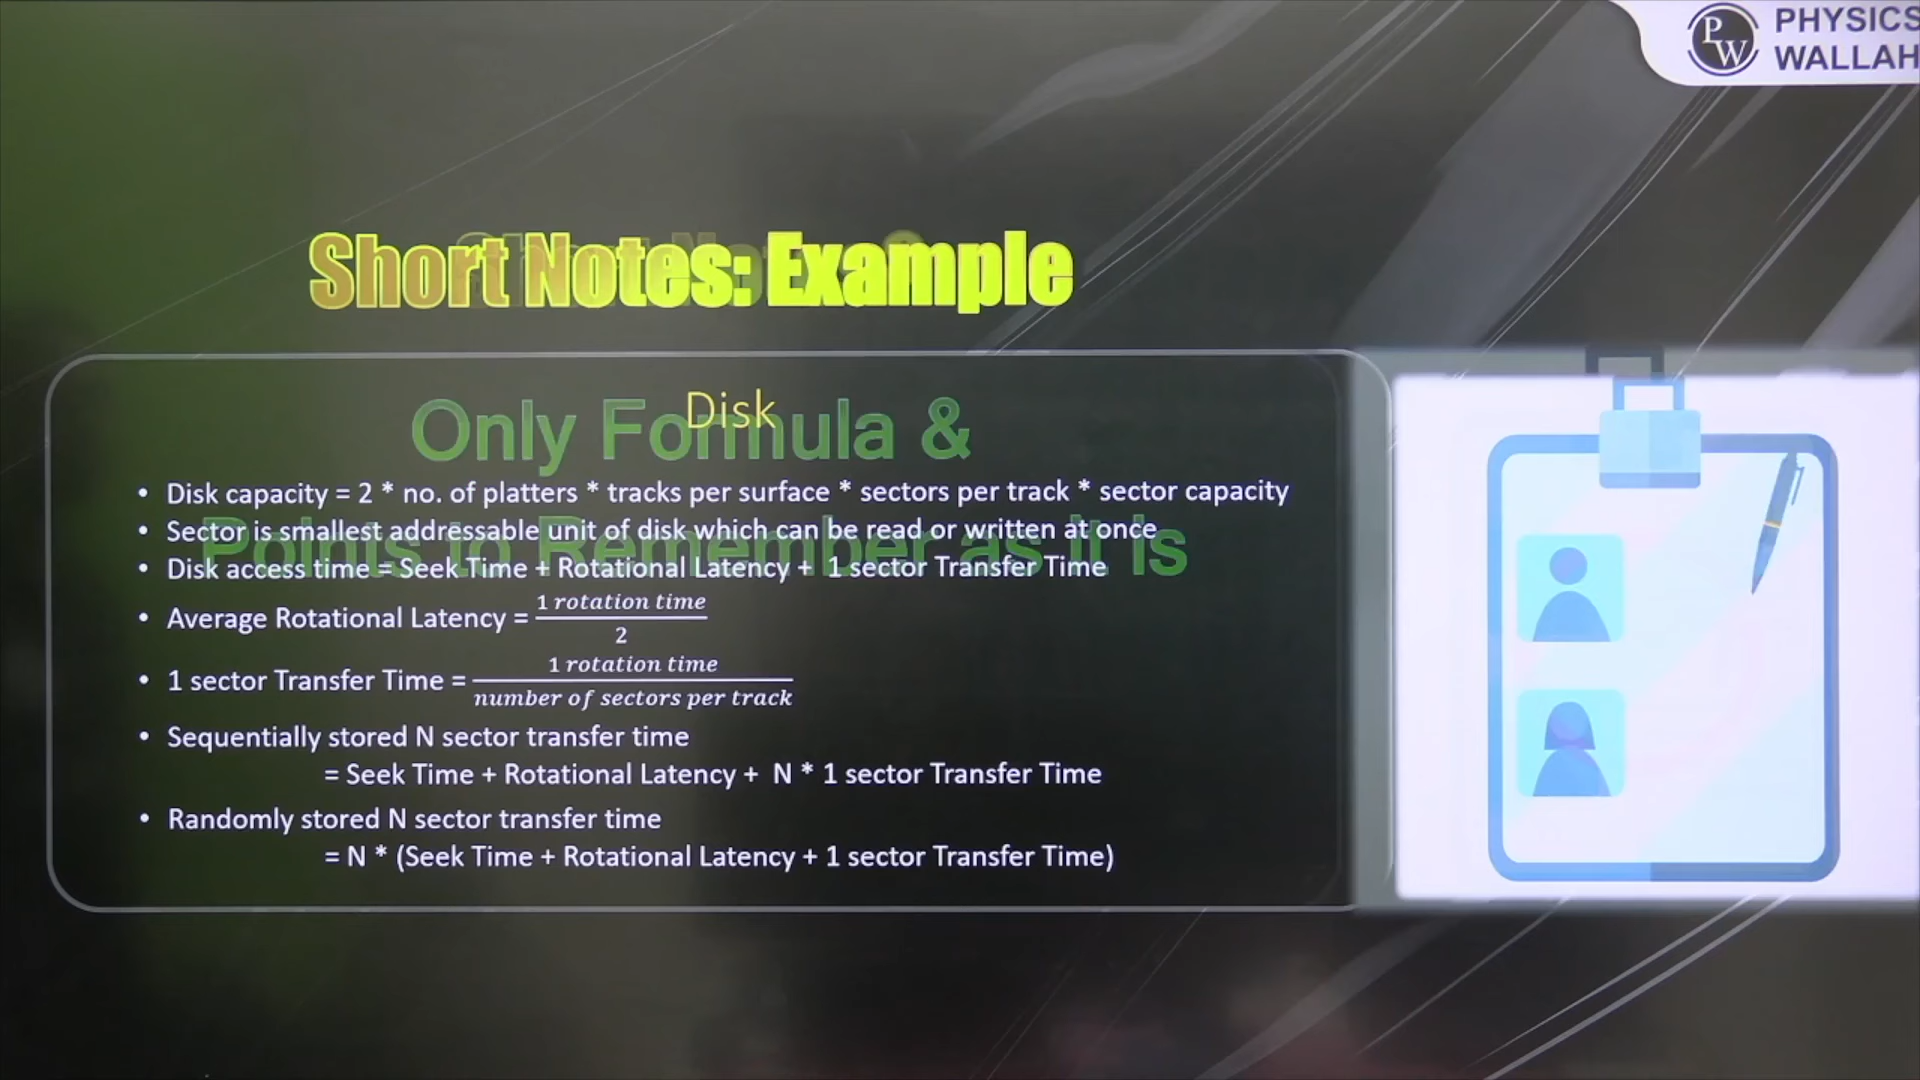 PHYSICS
WALLAH
PW
Short Notes: Example
Only Formula &
Points to Remember as it is
Disk
• Disk capacity = 2 * no. of platters * tracks per surface * sectors per track * sector capacity
• Sector is smallest addressable unit of disk which can be read or written at once
• Disk access time = Seek Time + Rotational Latency + 1 sector Transfer Time
• Average Rotational Latency = 1 rotation time / 2
• 1 sector Transfer Time = 1 rotation time / number of sectors per track
• Sequentially stored N sector transfer time
= Seek Time + Rotational Latency + N * 1 sector Transfer Time
• Randomly stored N sector transfer time
= N * (Seek Time + Rotational Latency + 1 sector Transfer Time)